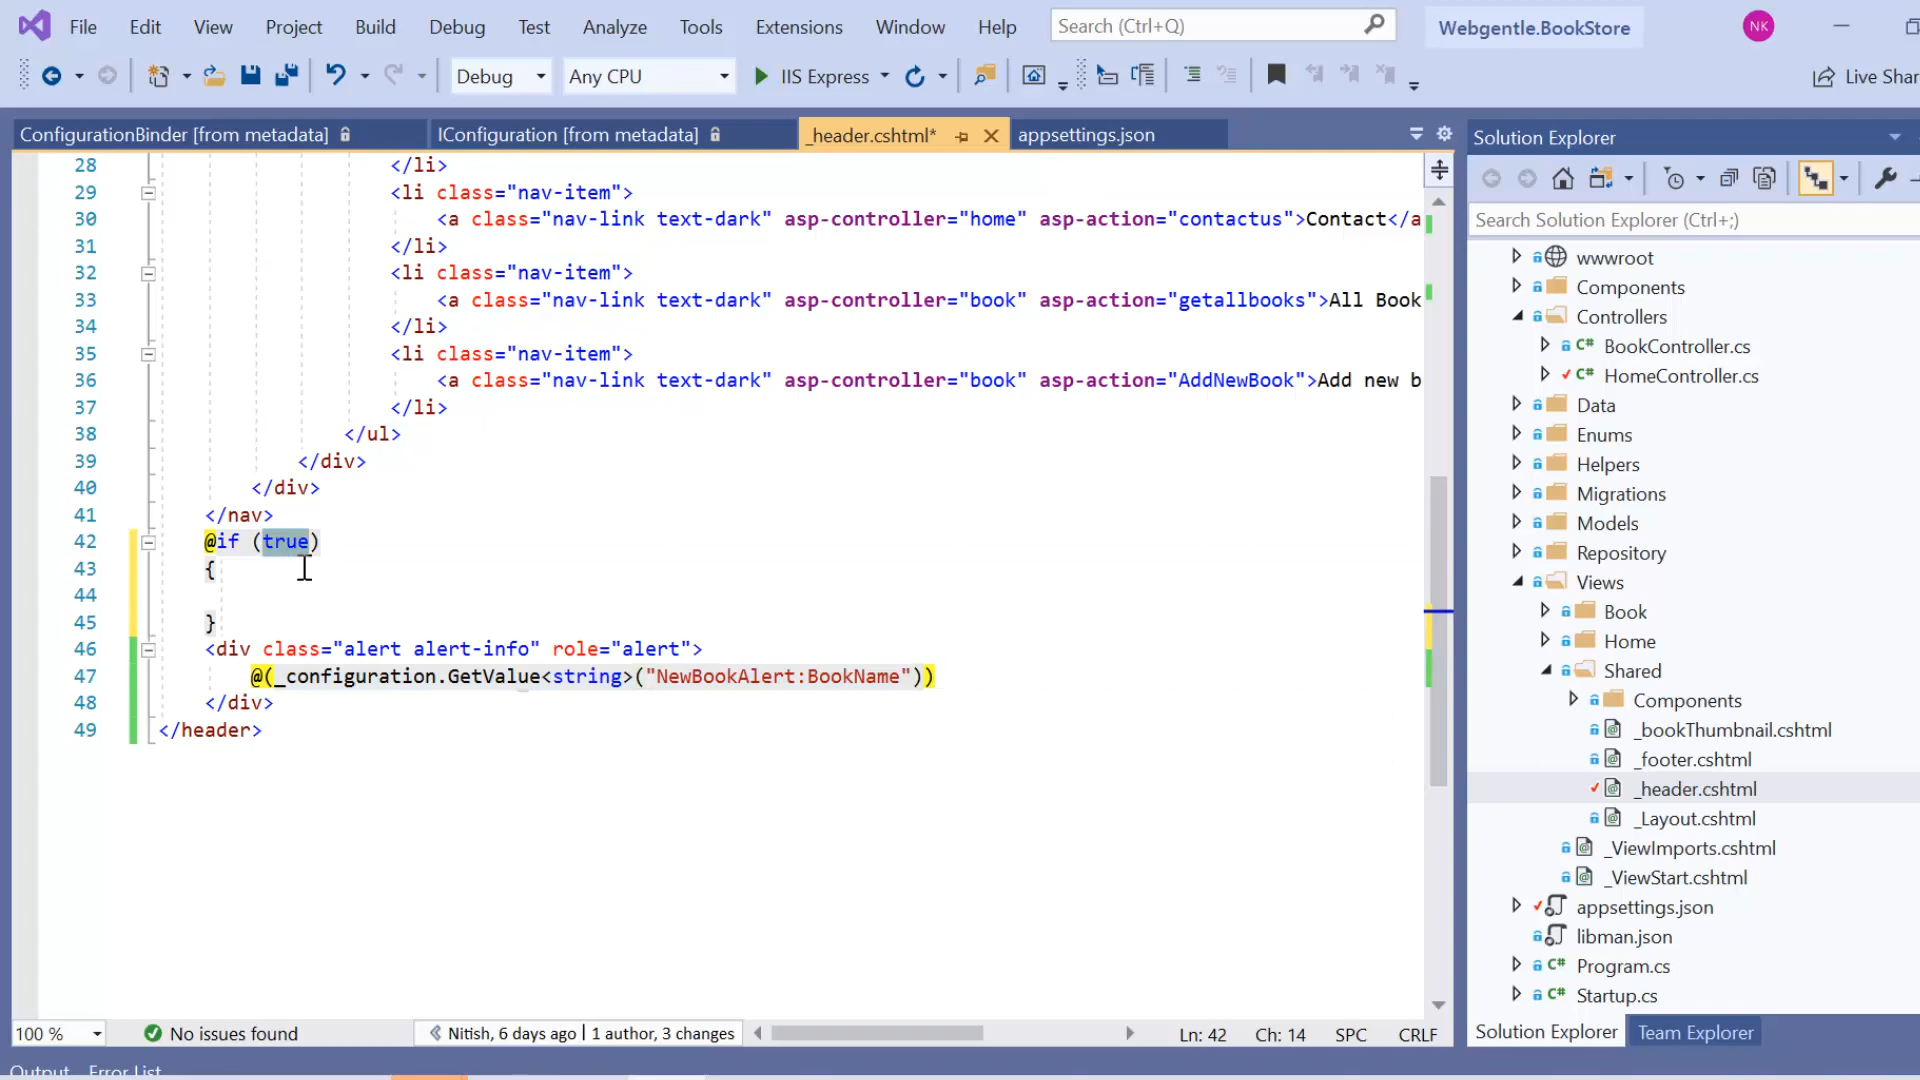 File Edit View Project Build Debug Test Analyze Tools Extensions Window Help Search (Ctrl+Q) Webgentle.BookStore NK
Debug Any CPU IIS Express Live Shar
ConfigurationBinder [from metadata] IConfiguration [from metadata] _header.cshtml* appsettings.json
28 </li>
29 <li class="nav-item">
30 <a class="nav-link text-dark" asp-controller="home" asp-action="contactus">Contact</a
31 </li>
32 <li class="nav-item">
33 <a class="nav-link text-dark" asp-controller="book" asp-action="getallbooks">All Book
34 </li>
35 <li class="nav-item">
36 <a class="nav-link text-dark" asp-controller="book" asp-action="AddNewBook">Add new b
37 </li>
38 </ul>
39 </div>
40 </div>
41 </nav>
42 @if (true)
43 {
44
45 }
46 <div class="alert alert-info" role="alert">
47 @(_configuration.GetValue<string>("NewBookAlert:BookName"))
48 </div>
49 </header>
100 % No issues found Nitish, 6 days ago | 1 author, 3 changes Ln: 42 Ch: 14 SPC CRLF
Output Error List
Solution Explorer
Search Solution Explorer (Ctrl+;)
wwwroot
Components
Controllers
C# BookController.cs
C# HomeController.cs
Data
Enums
Helpers
Migrations
Models
Repository
Views
Book
Home
Shared
Components
_bookThumbnail.cshtml
_footer.cshtml
_header.cshtml
_Layout.cshtml
_ViewImports.cshtml
_ViewStart.cshtml
appsettings.json
libman.json
C# Program.cs
C# Startup.cs
Solution Explorer Team Explorer